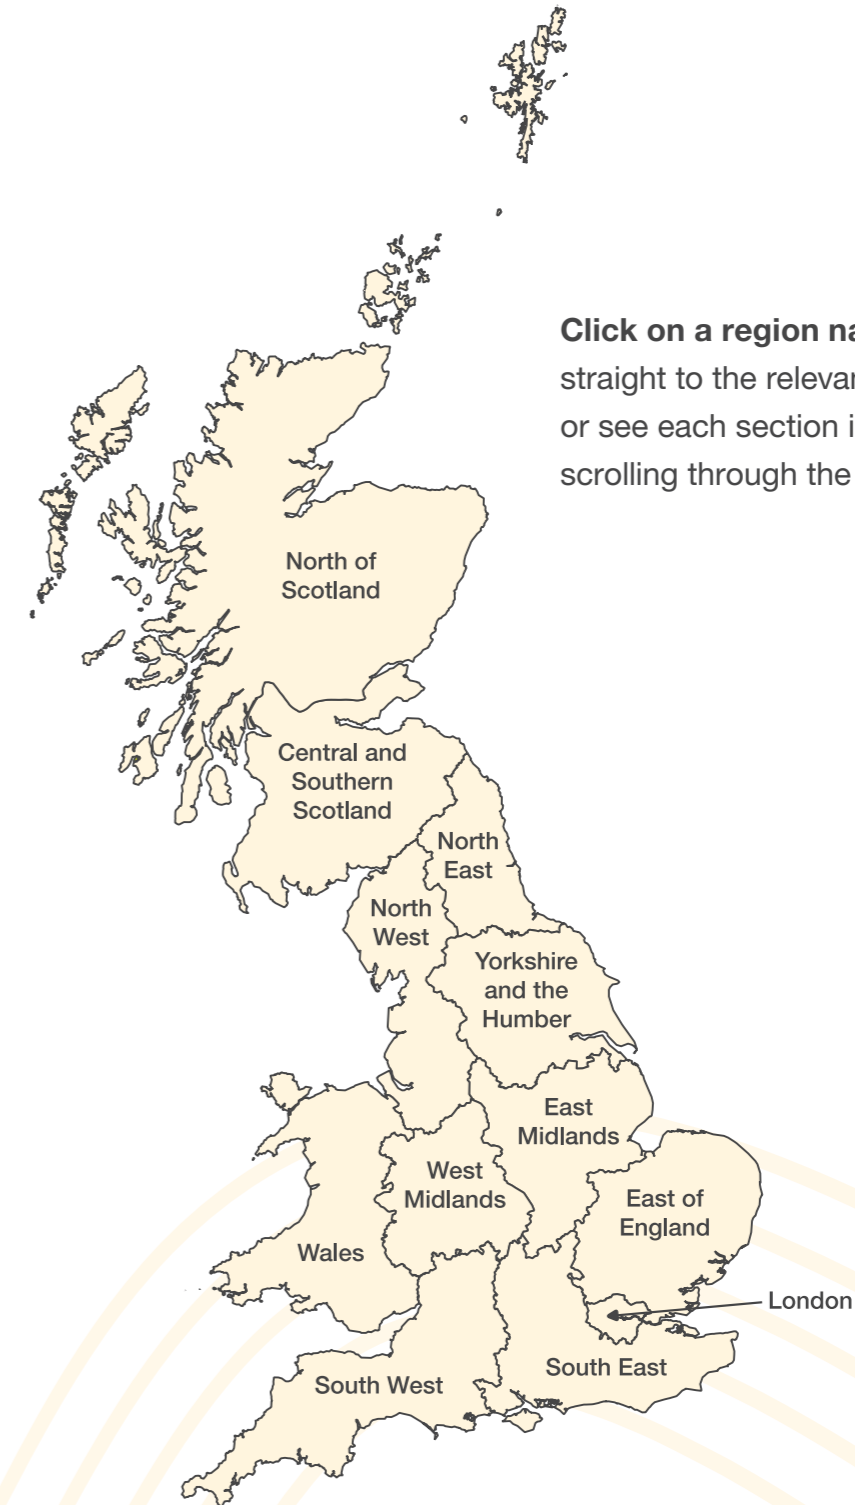 Click on a region na
straight to the relevan
or see each section i
scrolling through the
North of
Scotland
Central and
Southern
Scotland
North
East
North
West
Yorkshire
and the
Humber
East
Midlands
West
Midlands
East of
England
Wales
London
South East
South West